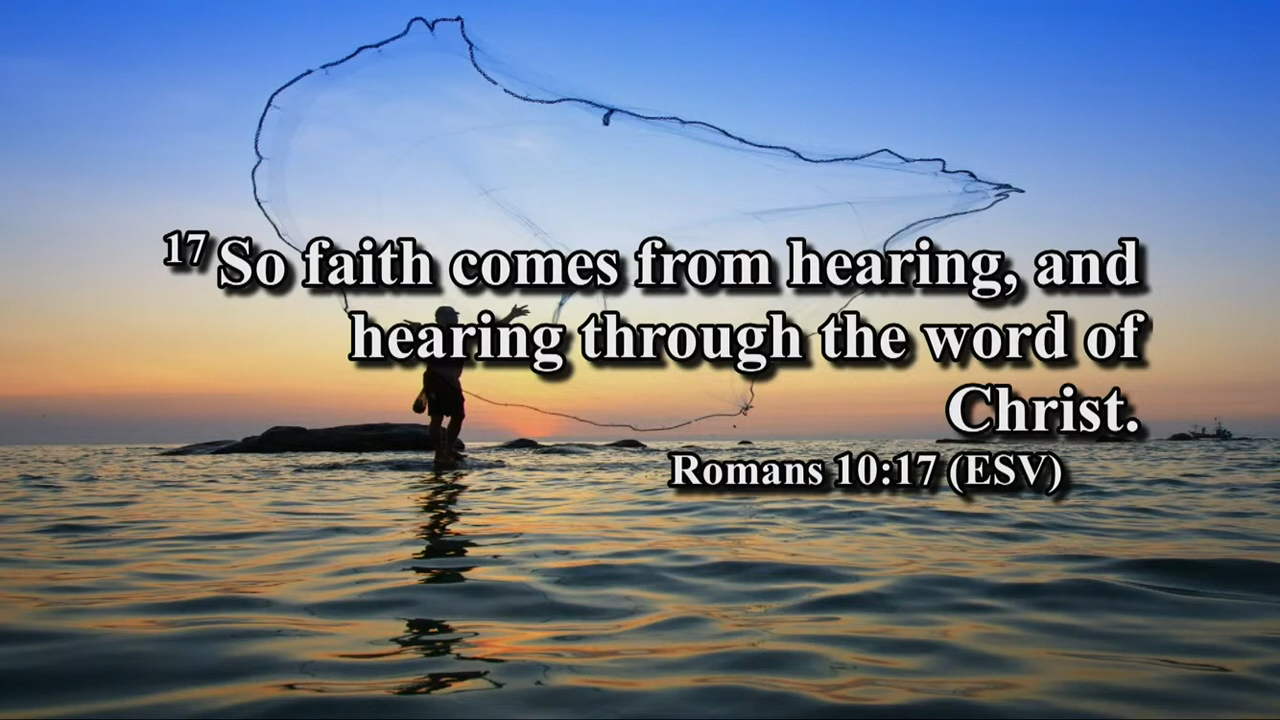 17 So faith comes from hearing, and
hearing through the word of
Christ.
Romans 10:17 (ESV)